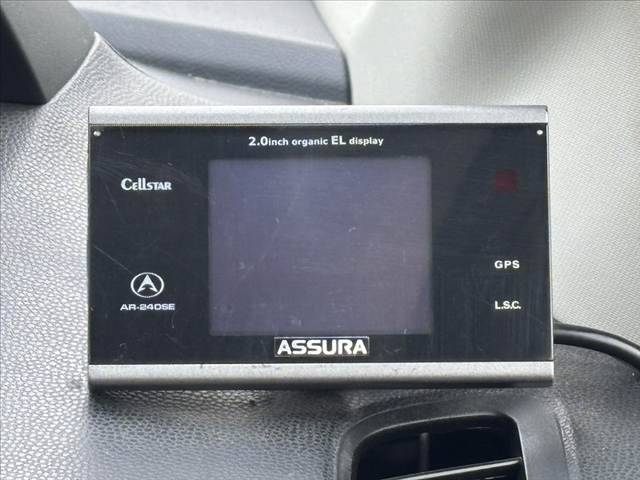 2.0inch organic EL display
CELLSTAR
GPS
AR-240SE
L.S.C.
ASSURA